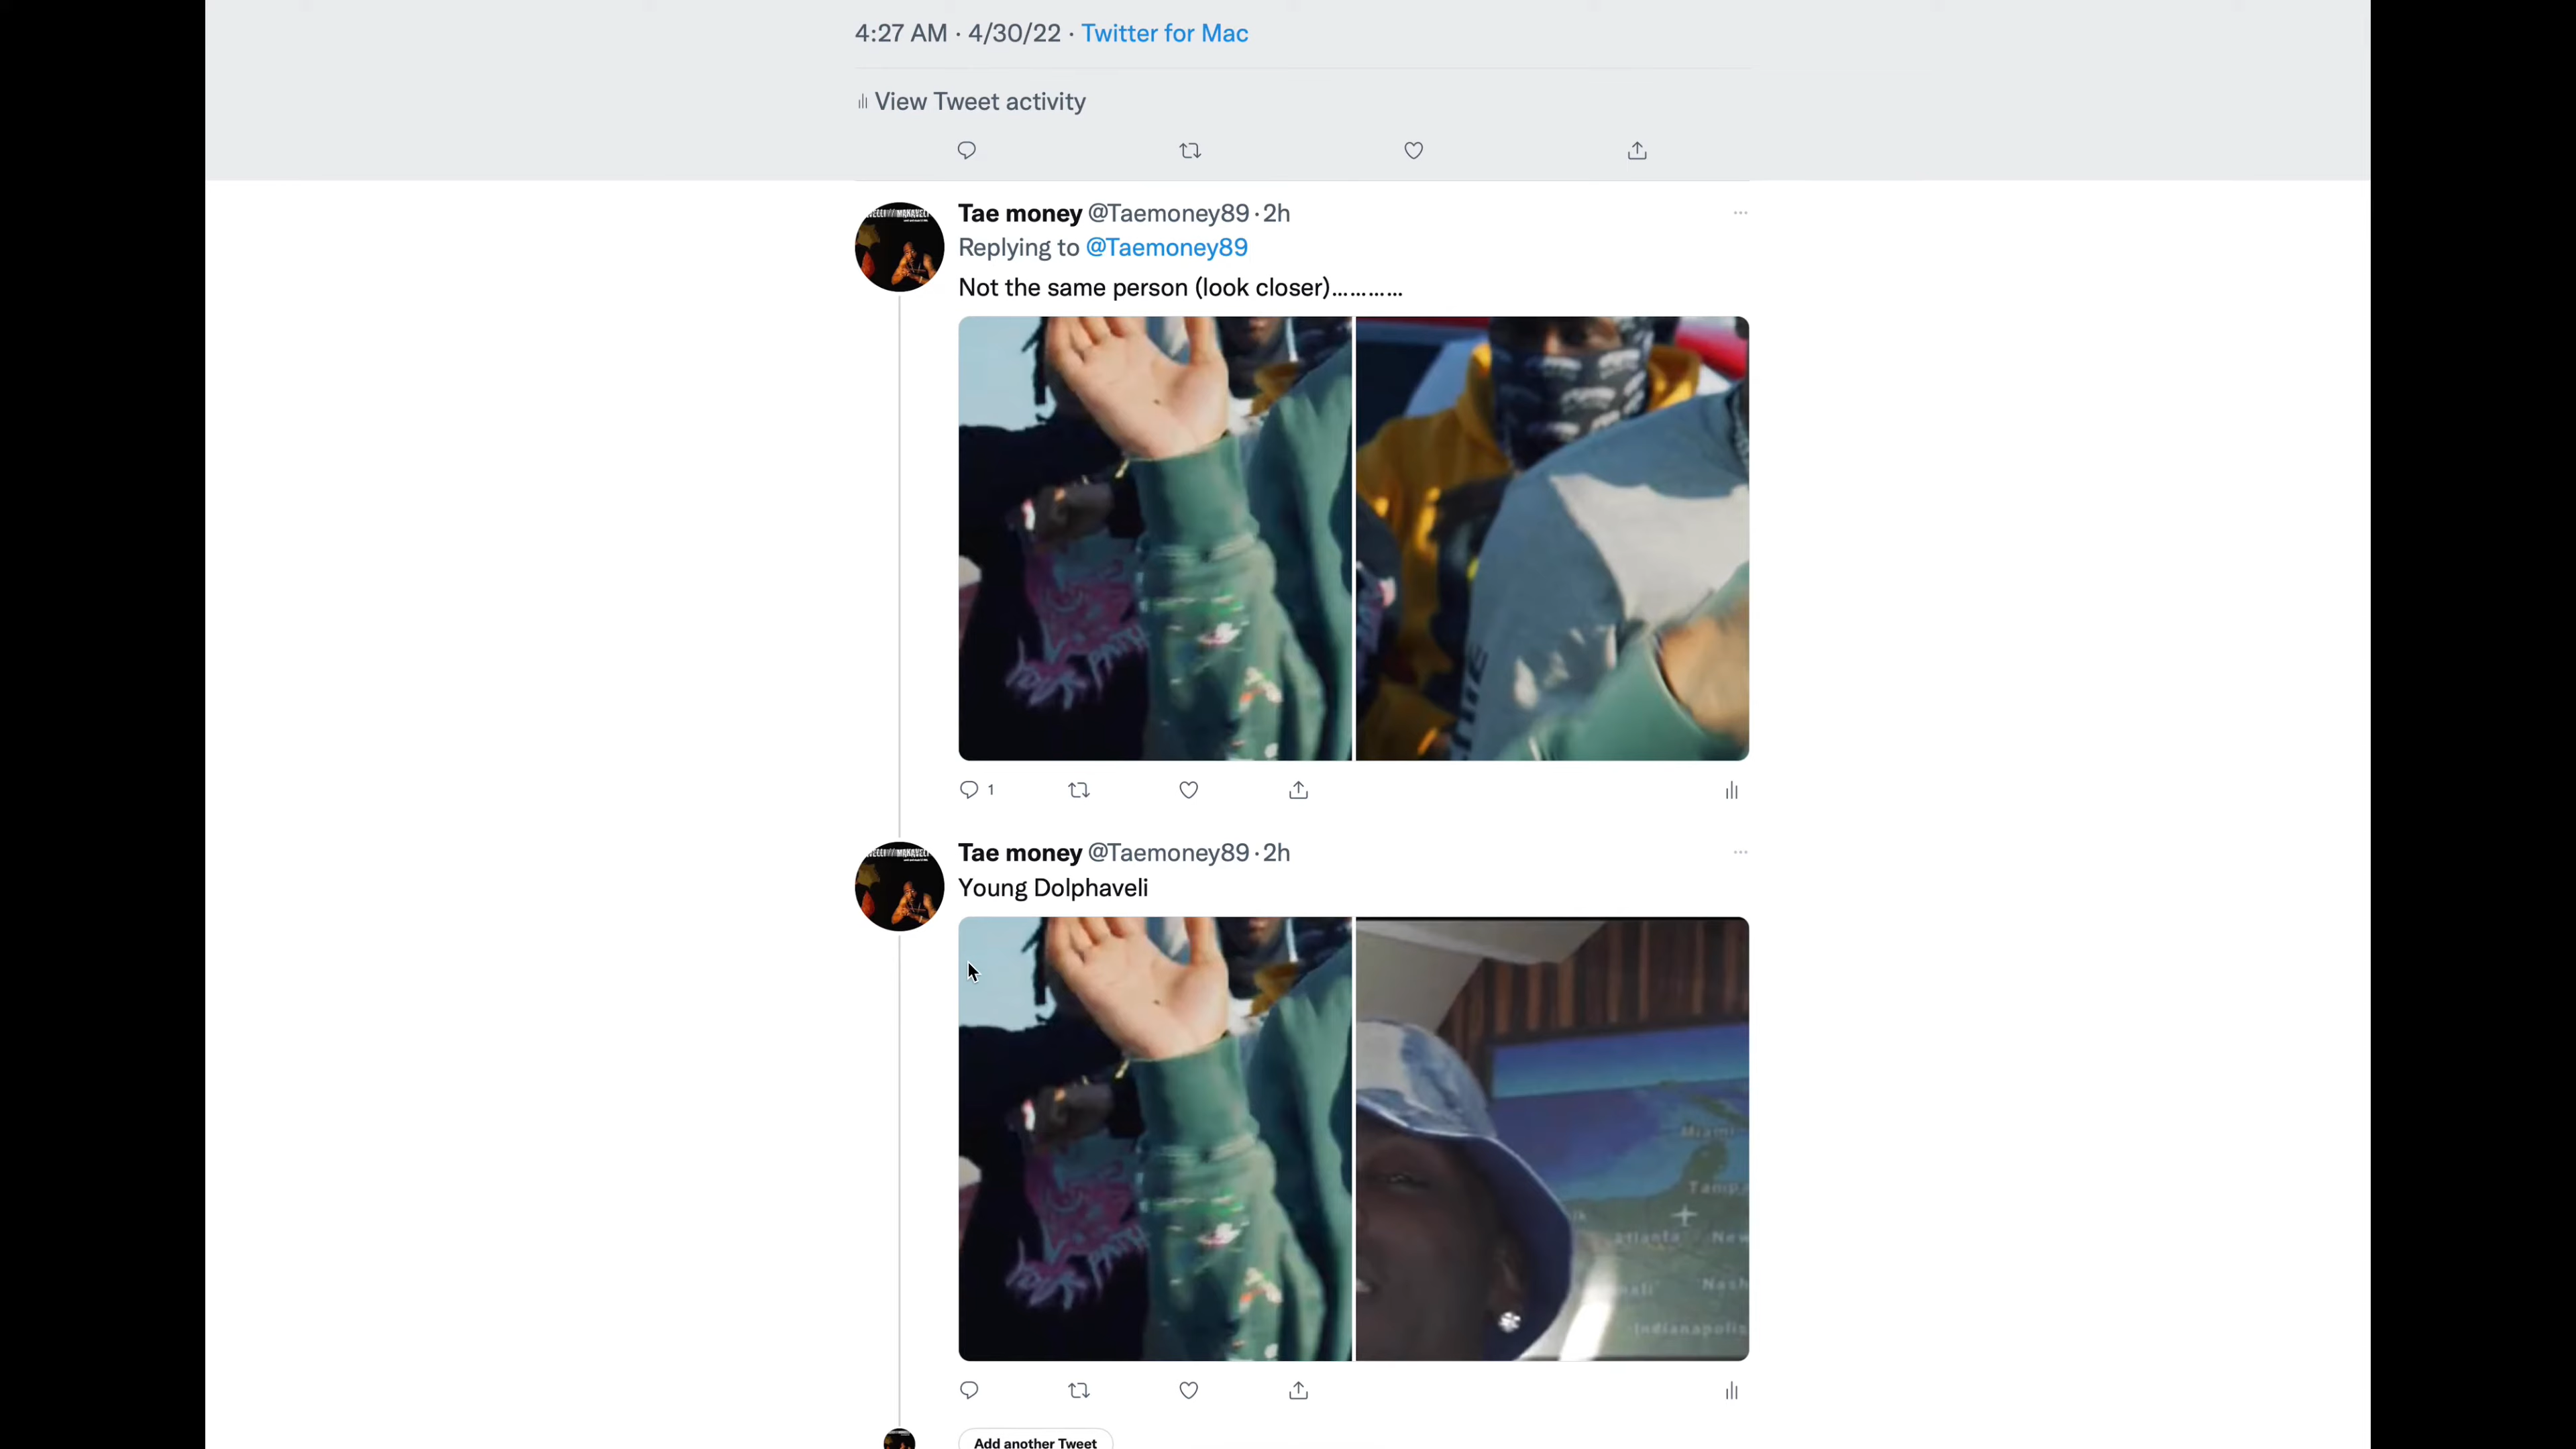 4:27 AM · 4/30/22 · Twitter for Mac
View Tweet activity
Tae money @Taemoney89 · 2h
Replying to @Taemoney89
Not the same person (look closer)............
1
Tae money @Taemoney89 · 2h
Young Dolphaveli
Miami
Tampa
Atlanta New
Nash
Indianapolis
Add another Tweet